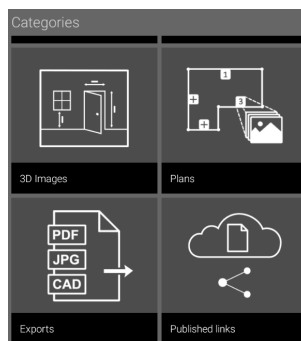 Categories
1
3
3D Images
Plans
PDF
JPG
CAD
Exports
Published links